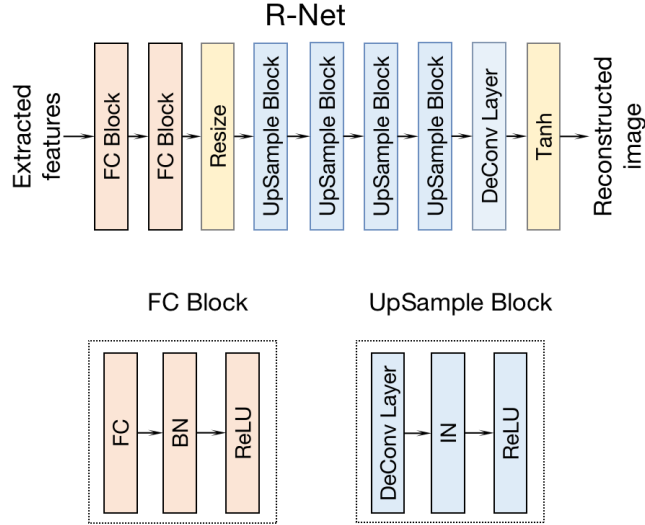 R-Net
Extracted
features
FC Block
FC Block
Resize
UpSample Block
UpSample Block
UpSample Block
UpSample Block
DeConv Layer
Tanh
Reconstructed
image
FC Block
UpSample Block
FC
BN
ReLU
DeConv Layer
IN
ReLU